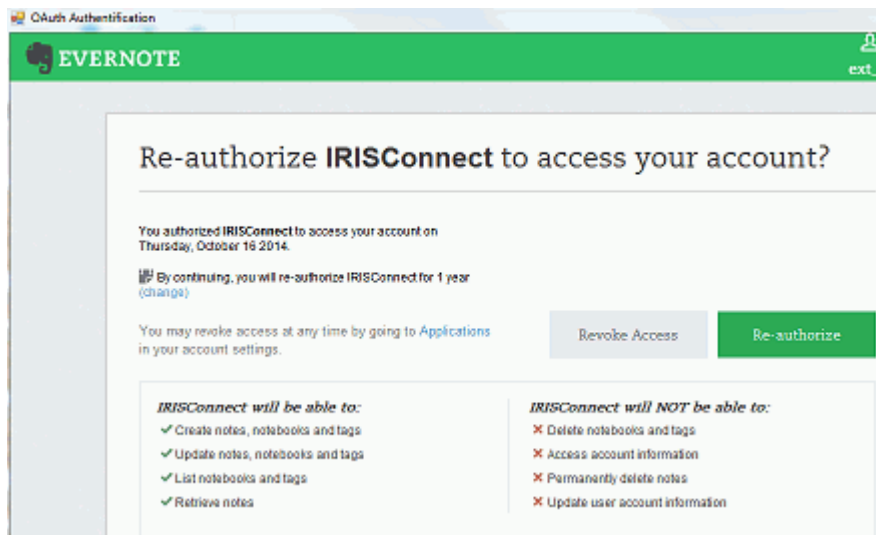 OAuth Authentification
EVERNOTE
ext_
Re-authorize IRISConnect to access your account?
You authorized IRISConnect to access your account on
Thursday, October 16 2014.
By continuing, you will re-authorize IRISConnect for 1 year
(change)
You may revoke access at any time by going to Applications
in your account settings.
Revoke Access
Re-authorize
IRISConnect will be able to:
Create notes, notebooks and tags
Update notes, notebooks and tags
List notebooks and tags
Retrieve notes
IRISConnect will NOT be able to:
Delete notebooks and tags
Access account information
Permanently delete notes
Update user account information